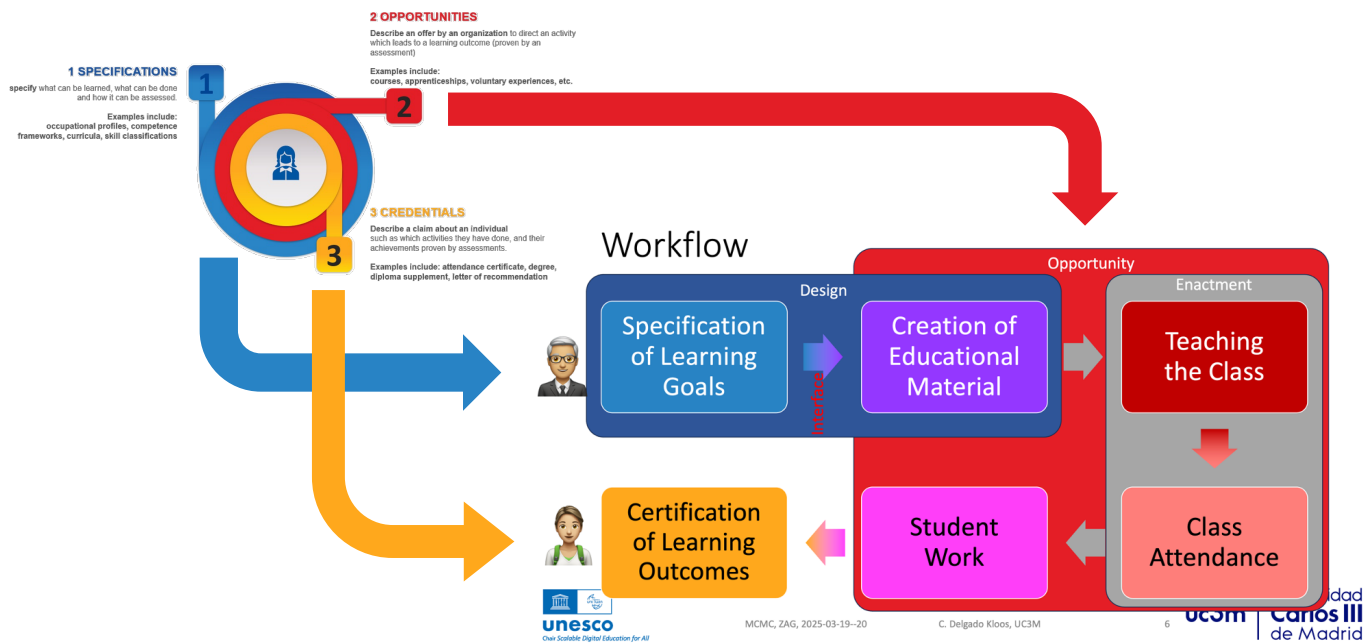 2 OPPORTUNITIES
Describe an offer by an organization to direct an activity
which leads to a learning outcome (proven by an
assessment)
Examples include:
courses, apprenticeships, voluntary experiences, etc.
1 SPECIFICATIONS
specify what can be learned, what can be done
and how it can be assessed.
Examples include:
occupational profiles, competence
frameworks, curricula, skill classifications
1
2
3
3 CREDENTIALS
Describe a claim about an individual
such as which activities they have done, and their
achievements proven by assessments.
Examples include: attendance certificate, degree,
diploma supplement, letter of recommendation
Workflow
Opportunity
Design
Enactment
Specification
of Learning
Goals
Interface
Creation of
Educational
Material
Teaching
the Class
Certification
of Learning
Outcomes
Student
Work
Class
Attendance
unesco
Chair Scalable Digital Education for All
MCMC, ZAG, 2025-03-19--20
C. Delgado Kloos, UC3M
6
uc3m
idad
Carlos III
de Madrid